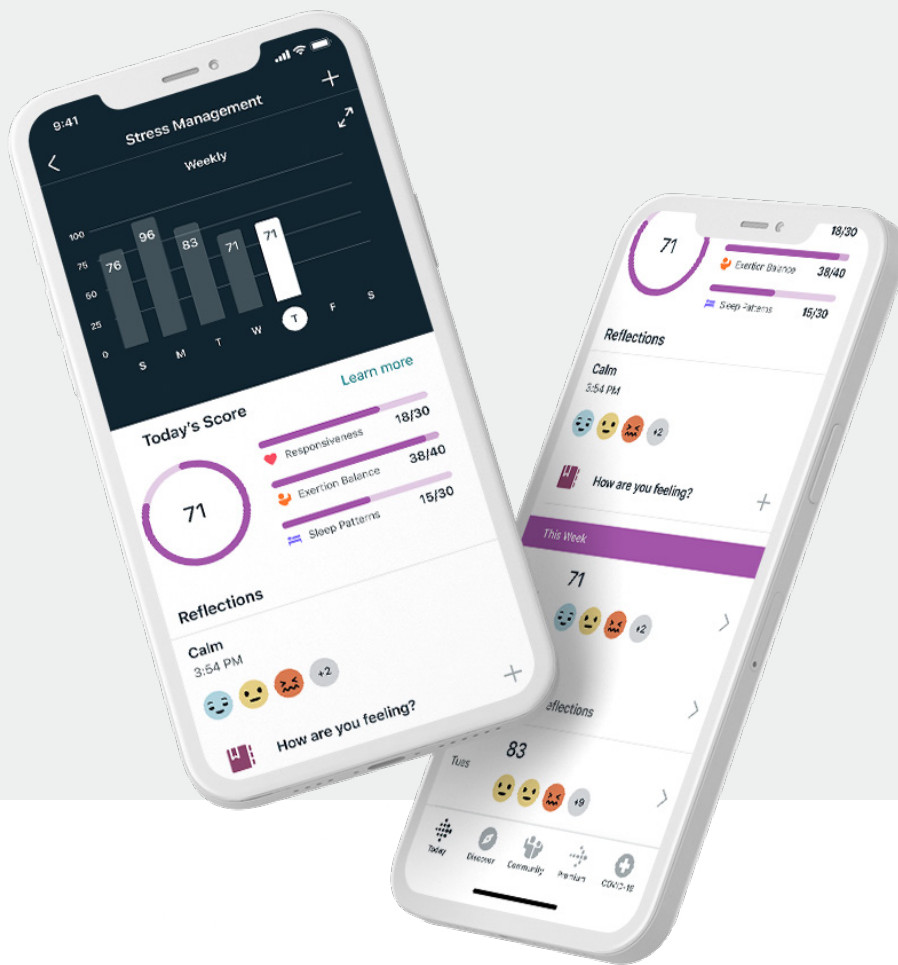 9:41
Stress Management
Weekly
100
75
50
25
0
76
96
83
71
71
S
M
T
W
T
F
S
Today's Score
Learn more
71
18/30
Responsiveness
38/40
Exertion Balance
15/30
Sleep Patterns
Reflections
Calm
3:54 PM
+2
How are you feeling?
71
18/30
Exertion Balance
38/40
Sleep Patterns
15/30
Reflections
Calm
3:54 PM
+2
How are you feeling?
This Week
71
+2
eflections
Tues
83
+9
Today
Discover
Community
Premium
COVID-19